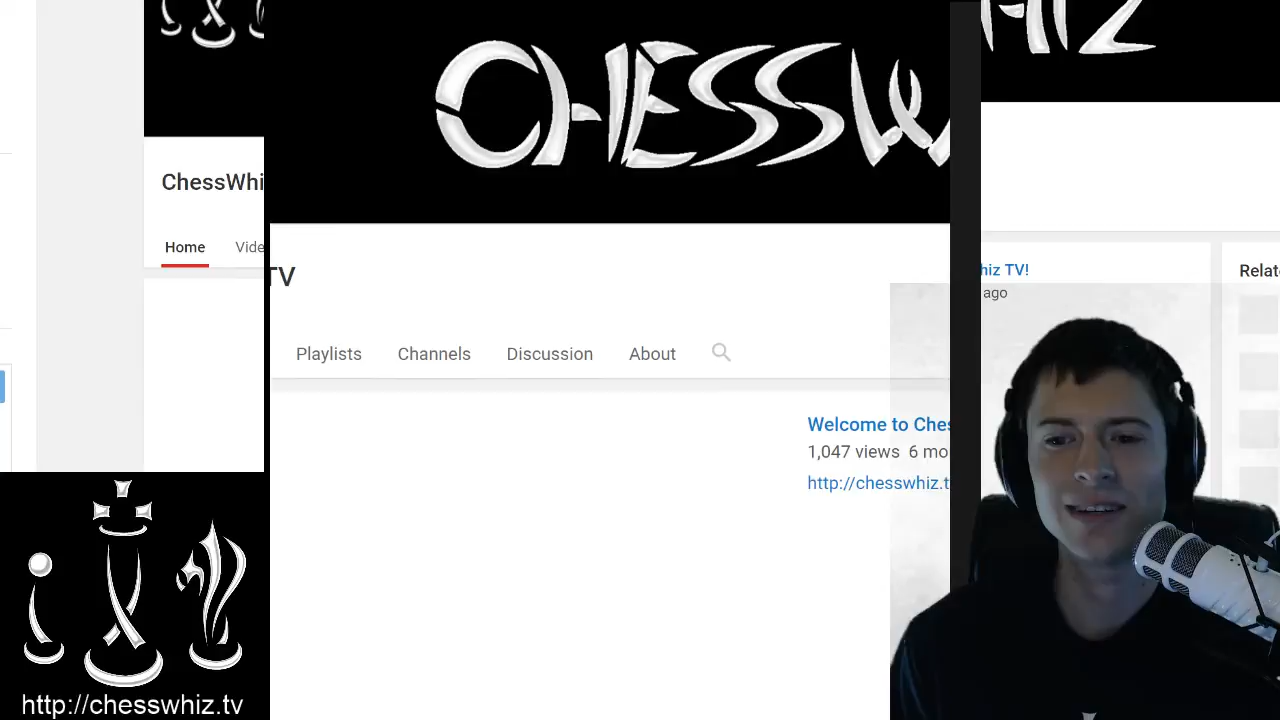 CHESSW
HIZ
ChessWhi
TV
Home
Vide
Playlists
Channels
Discussion
About
hiz TV!
ago
Relat
Welcome to Ches
1,047 views 6 mo
http://chesswhiz.t
http://chesswhiz.tv